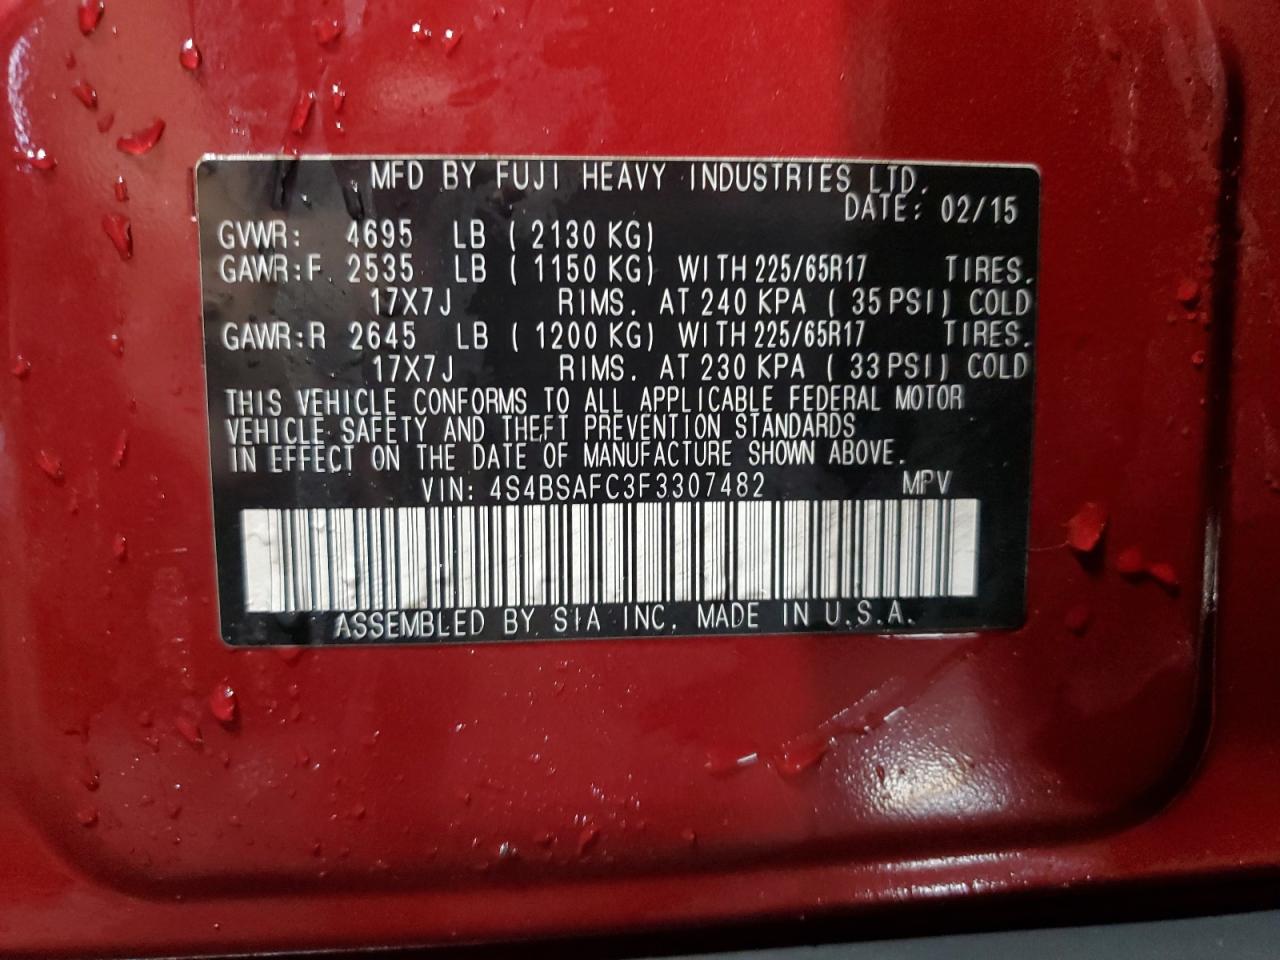 MFD BY FUJI HEAVY INDUSTRIES LTD.
DATE: 02/15
GVWR: 4695 LB ( 2130 KG)
GAWR:F 2535 LB ( 1150 KG) WITH 225/65R17 TIRES.
17X7J RIMS. AT 240 KPA ( 35 PSI) COLD
GAWR:R 2645 LB ( 1200 KG) WITH 225/65R17 TIRES.
17X7J RIMS. AT 230 KPA ( 33 PSI) COLD
THIS VEHICLE CONFORMS TO ALL APPLICABLE FEDERAL MOTOR
VEHICLE SAFETY AND THEFT PREVENTION STANDARDS
IN EFFECT ON THE DATE OF MANUFACTURE SHOWN ABOVE.
VIN: 4S4BSAFC3F3307482 MPV
ASSEMBLED BY SIA INC. MADE IN U.S.A.